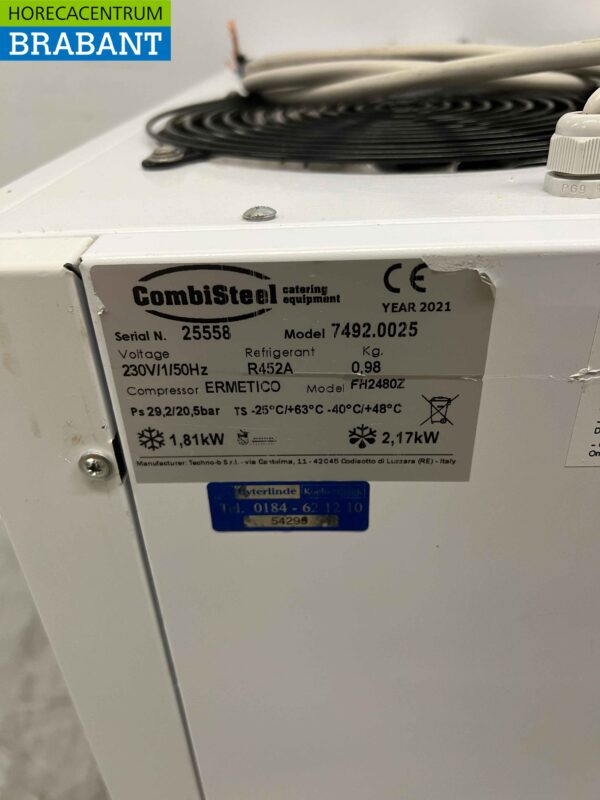 HORECACENTRUM
BRABANT
PG9
CombiSteel catering equipment
CE
YEAR 2021
Serial N. 25558 Model 7492.0025
Voltage Refrigerant Kg.
230V/1/50Hz R452A 0,98
Compressor ERMETICO Model FH2480Z
Ps 29,2/20,5bar TS -25°C/+63°C -40°C/+48°C
1,81kW 2,17kW
Manufacturer: Techno-b S.r.l. - via Cantoima, 11 - 42045 Codisotto di Luzzara (RE) - Italy
Uyterlinde
Tel. 0184 - 62 12 10
54298